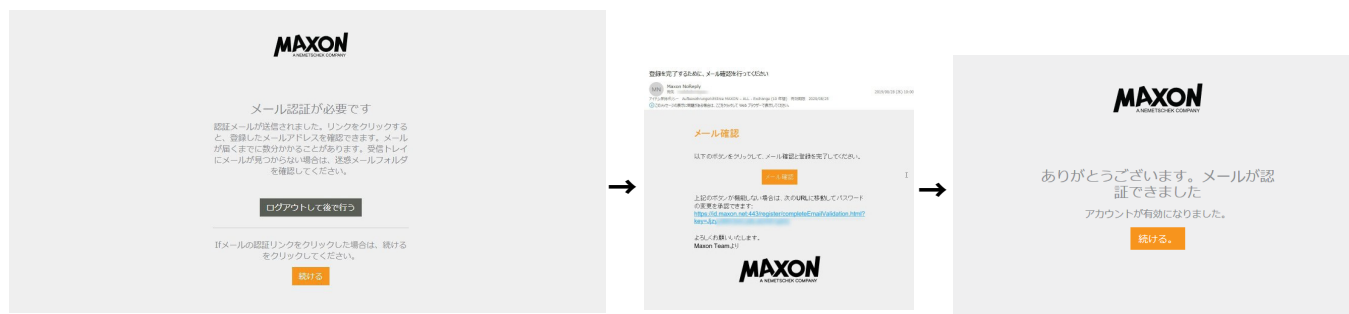 MAXON
A NEMETSCHEK COMPANY
メール認証が必要です
認証メールが送信されました。リンクをクリックする
と、登録したメールアドレスを確認できます。メール
が届くまでに数分かかることがあります。受信トレイ
にメールが見つからない場合は、迷惑メールフォルダ
を確認してください。
ログアウトして後で行う
Ifメールの認証リンクをクリックした場合は、続ける
をクリックしてください。
続ける
→
登録を完了するために、メール確認を行ってください
Maxon NoReply
メール確認
以下のボタンをクリックして、メール確認と登録を完了してください。
メール確認
上記のボタンが機能しない場合は、次のURLに移動してパスワード
の変更を承認できます:
https://id.maxon.net:443/register/completeEmailValidation.html?
よろしくお願いいたします。
Maxon Teamより
MAXON
A NEMETSCHEK COMPANY
→
MAXON
A NEMETSCHEK COMPANY
ありがとうございます。メールが認
証できました
アカウントが有効になりました。
続ける。